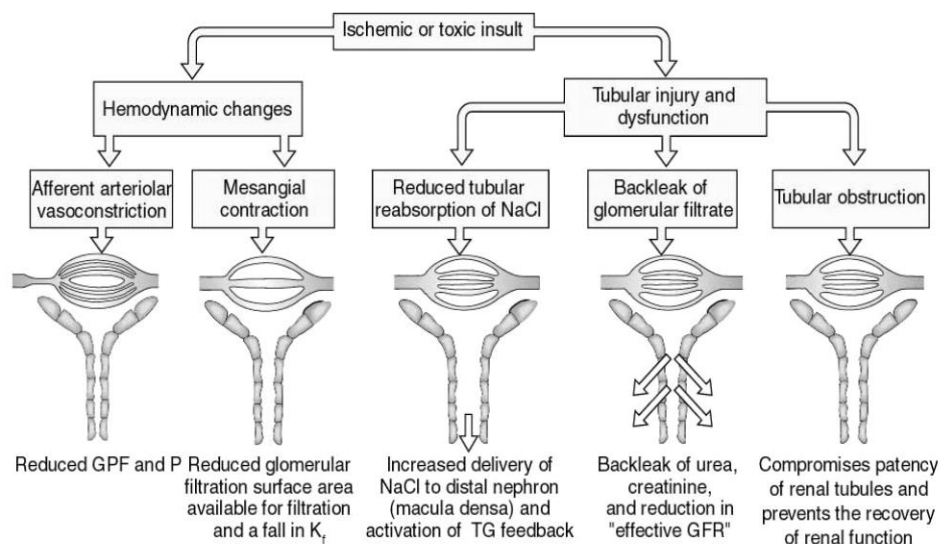 Ischemic or toxic insult
Hemodynamic changes
Tubular injury and
dysfunction
Afferent arteriolar
vasoconstriction
Mesangial
contraction
Reduced tubular
reabsorption of NaCl
Backleak of
glomerular filtrate
Tubular obstruction
Reduced GPF and P
Reduced glomerular
filtration surface area
available for filtration
and a fall in Kf
Increased delivery of
NaCl to distal nephron
(macula densa) and
activation of TG feedback
Backleak of urea,
creatinine,
and reduction in
"effective GFR"
Compromises patency
of renal tubules and
prevents the recovery
of renal function